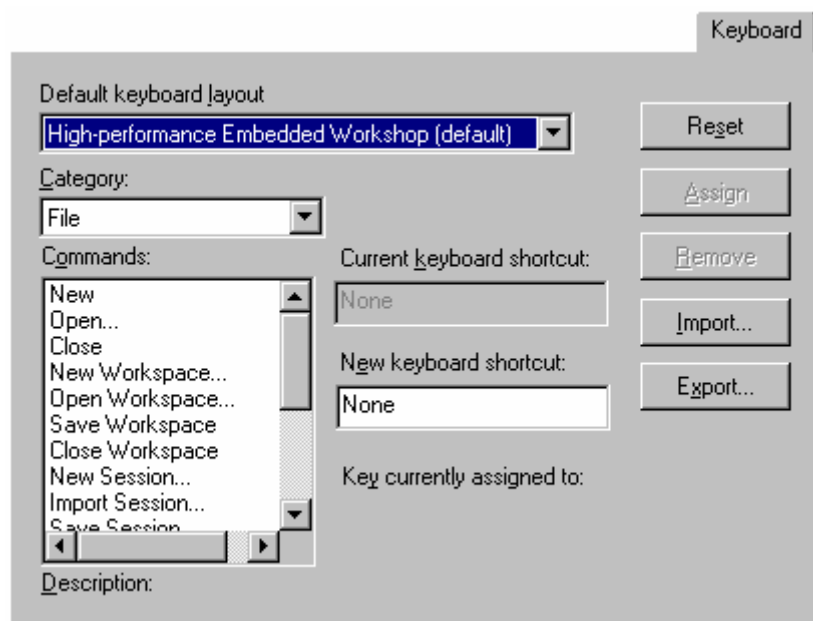 Keyboard
Default keyboard layout
High-performance Embedded Workshop (default)
Reset
Category:
Assign
File
Commands:
Current keyboard shortcut:
Remove
New
None
Open...
Import...
Close
New Workspace...
New keyboard shortcut:
Open Workspace...
Export...
Save Workspace
None
Close Workspace
New Session...
Key currently assigned to:
Import Session...
Save Session
Description: